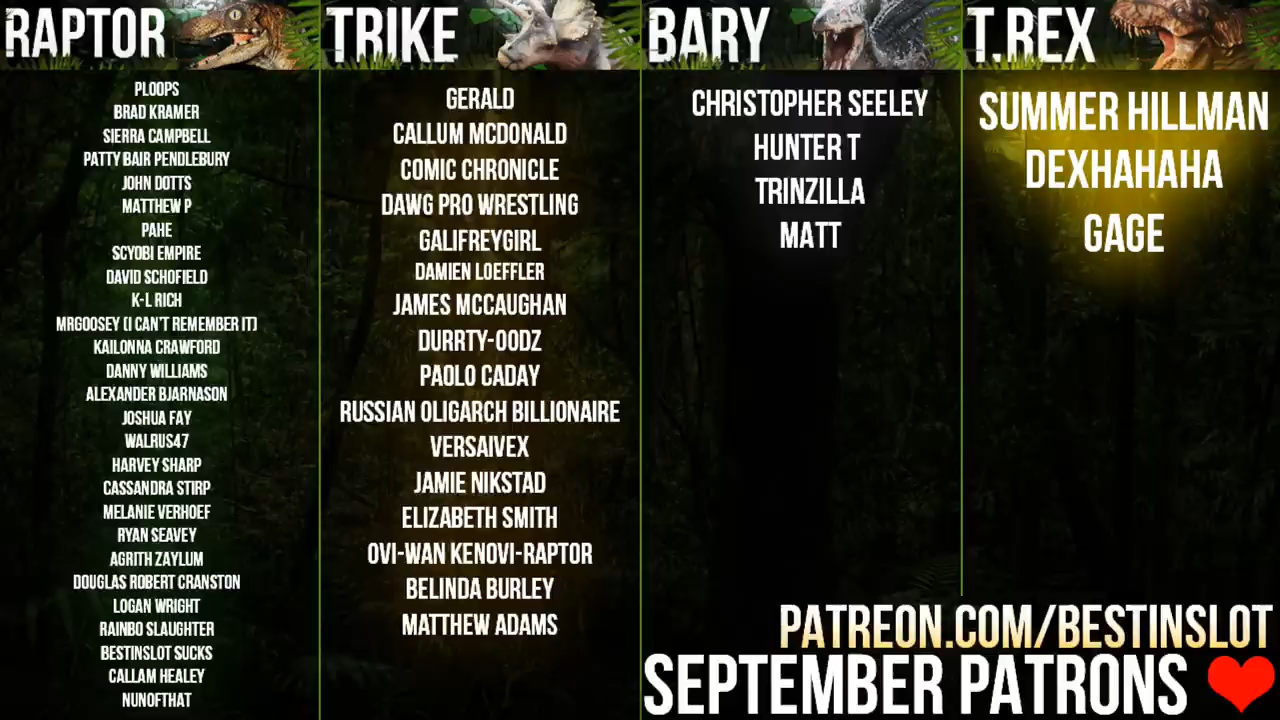 RAPTOR
PLOOPS
BRAD KRAMER
SIERRA CAMPBELL
PATTY BAIR PENDLEBURY
JOHN DOTTS
MATTHEW P
PAHE
SCYOBI EMPIRE
DAVID SCHOFIELD
K-L RICH
MRGOOSEY (I CAN'T REMEMBER IT)
KAILONNA CRAWFORD
DANNY WILLIAMS
ALEXANDER BJARNASON
JOSHUA FAY
WALRUS47
HARVEY SHARP
CASSANDRA STIRP
MELANIE VERHOEF
RYAN SEAVEY
AGRITH ZAYLUM
DOUGLAS ROBERT CRANSTON
LOGAN WRIGHT
RAINBO SLAUGHTER
BESTINSLOT SUCKS
CALLAM HEALEY
NUNOFTHAT
TRIKE
GERALD
CALLUM MCDONALD
COMIC CHRONICLE
DAWG PRO WRESTLING
GALIFREYGIRL
DAMIEN LOEFFLER
JAMES MCCAUGHAN
DURRTY-OODZ
PAOLO CADAY
RUSSIAN OLIGARCH BILLIONAIRE
VERSAIVEX
JAMIE NIKSTAD
ELIZABETH SMITH
OVI-WAN KENOVI-RAPTOR
BELINDA BURLEY
MATTHEW ADAMS
BARY
CHRISTOPHER SEELEY
HUNTER T
TRINZILLA
MATT
T.REX
SUMMER HILLMAN
DEXHAHAHA
GAGE
PATREON.COM/BESTINSLOT
SEPTEMBER PATRONS